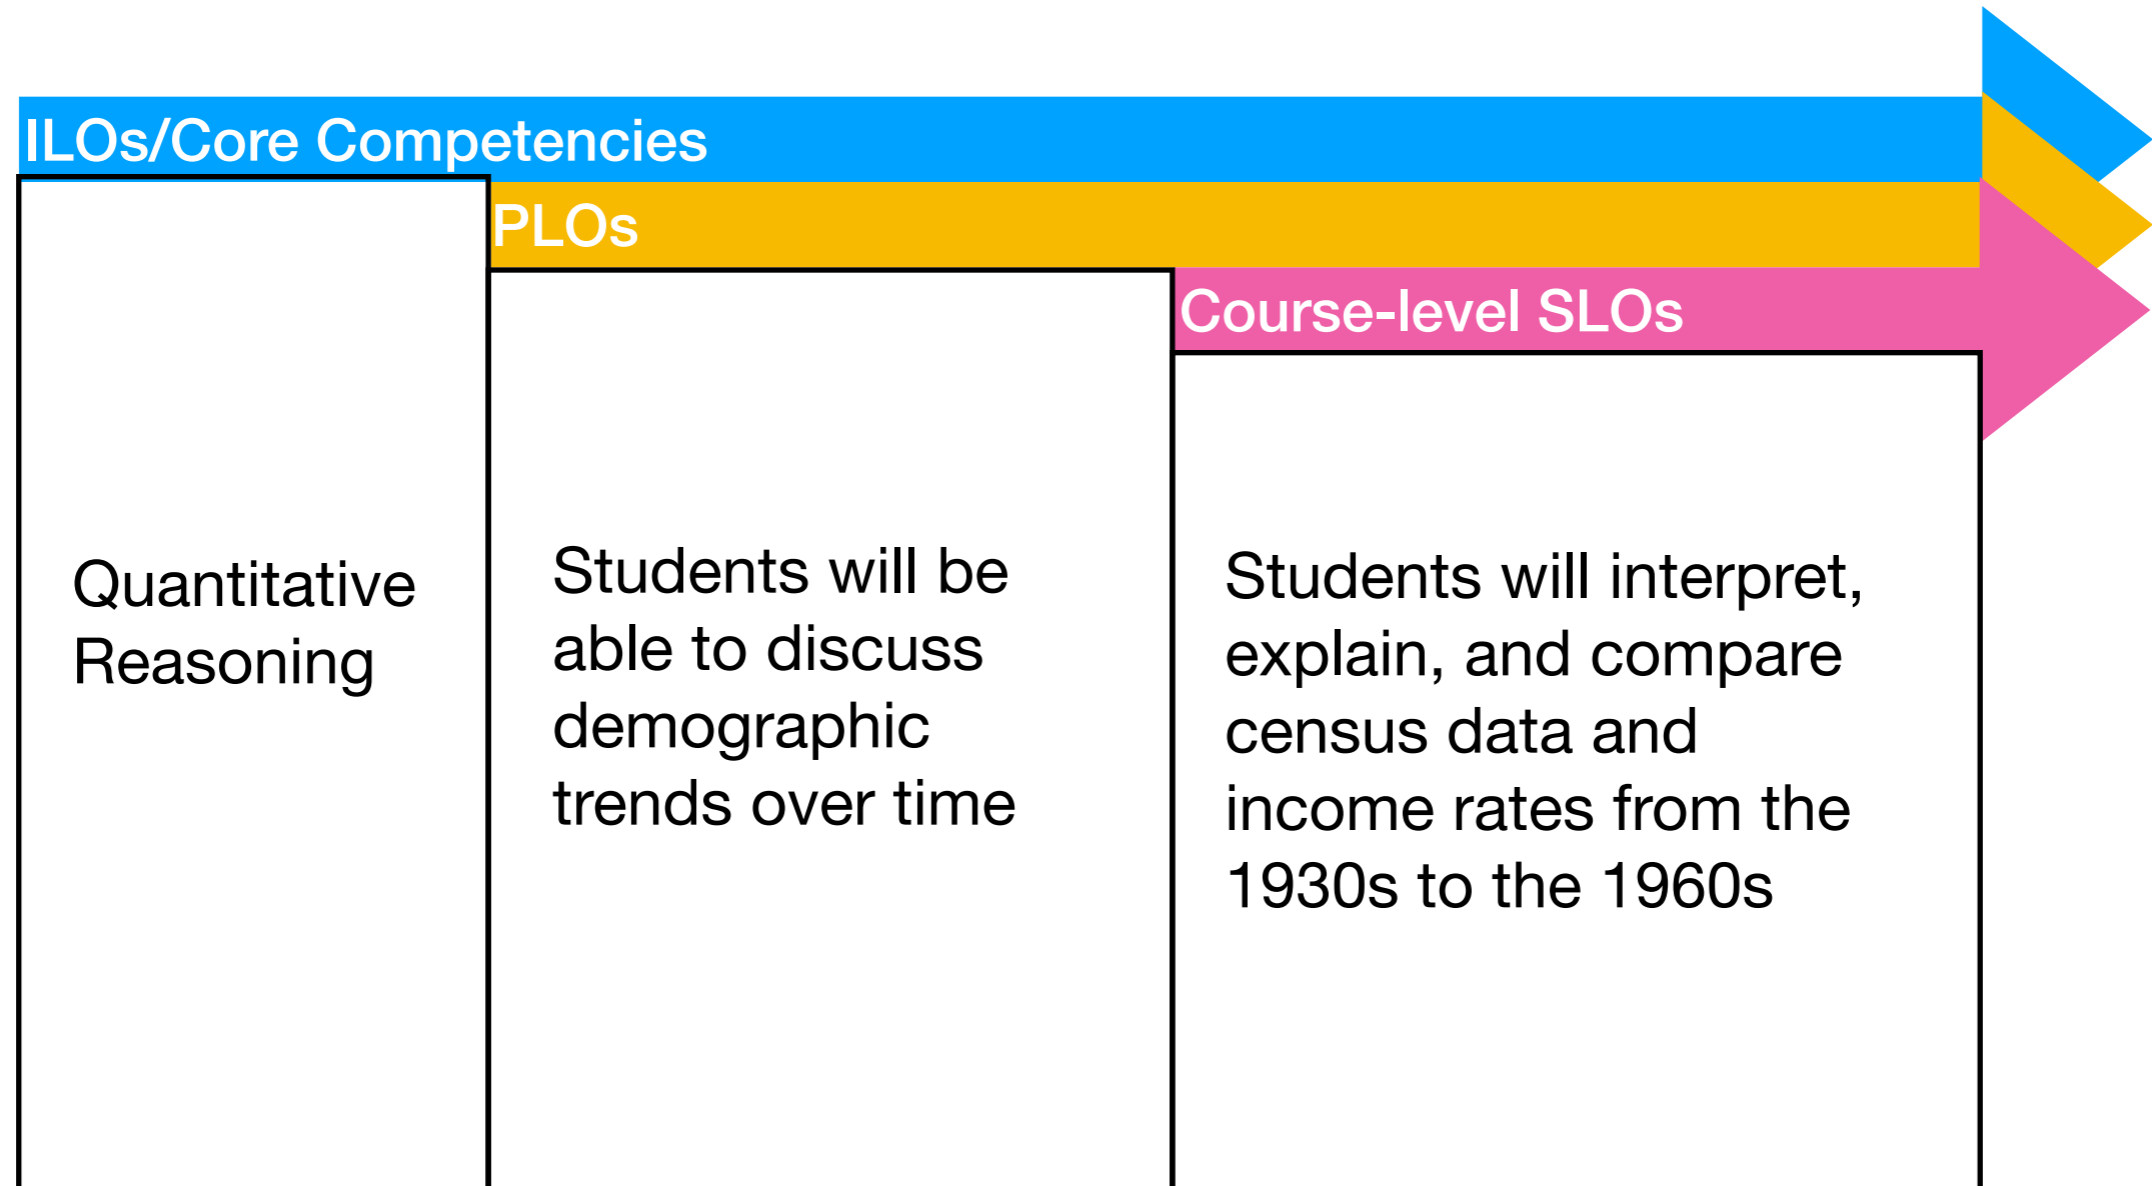 ILOs/Core Competencies
PLOs
Course-level SLOs
Quantitative
Reasoning
Students will be
able to discuss
demographic
trends over time
Students will interpret,
explain, and compare
census data and
income rates from the
1930s to the 1960s